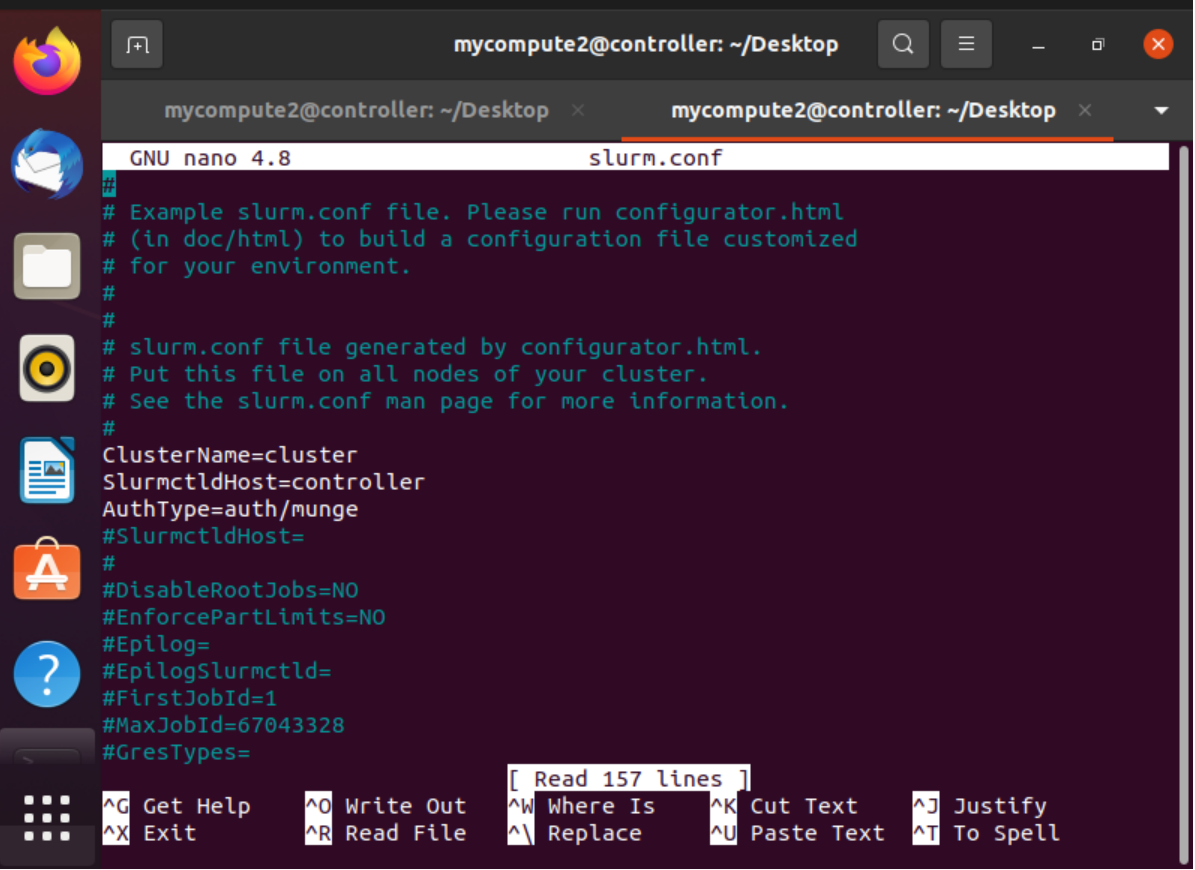 mycompute2@controller: ~/Desktop
mycompute2@controller: ~/Desktop × mycompute2@controller: ~/Desktop ×
GNU nano 4.8 slurm.conf
#
# Example slurm.conf file. Please run configurator.html
# (in doc/html) to build a configuration file customized
# for your environment.
#
#
# slurm.conf file generated by configurator.html.
# Put this file on all nodes of your cluster.
# See the slurm.conf man page for more information.
#
ClusterName=cluster
SlurmctldHost=controller
AuthType=auth/munge
#SlurmctldHost=
#
#DisableRootJobs=NO
#EnforcePartLimits=NO
#Epilog=
#EpilogSlurmctld=
#FirstJobId=1
#MaxJobId=67043328
#GresTypes=
[ Read 157 lines ]
^G Get Help ^O Write Out ^W Where Is ^K Cut Text ^J Justify
^X Exit ^R Read File ^\ Replace ^U Paste Text ^T To Spell